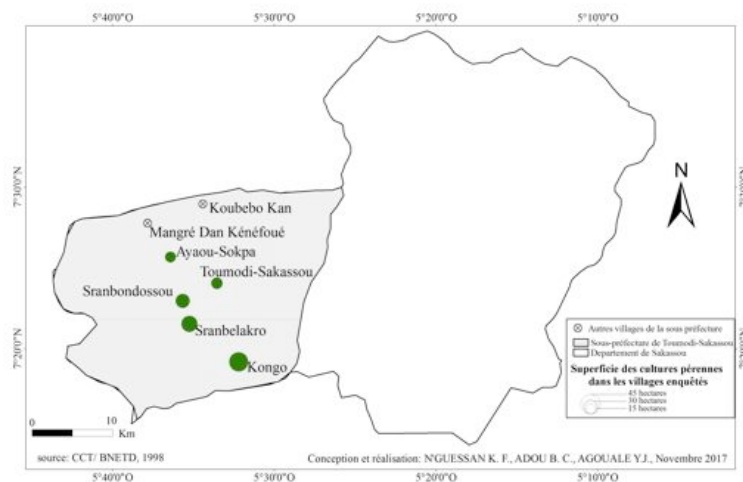 5°40'0"O 5°30'0"O 5°20'0"O 5°10'0"O
7°30'0"N
N
Koubebo Kan
Mangré Dan Kénéfoué
Ayaou-Sokpa
Toumodi-Sakassou
Sranbondossou
Sranbelakro
Kongo
7°20'0"N
Autres villages de la sous préfecture
Sous-préfecture de Toumodi-Sakassou
Departement de Sakassou
Superficie des cultures pérennes
dans les villages enquêtés
45 hectares
30 hectares
15 hectares
0 10
Km
source: CCT/ BNETD, 1998 Conception et réalisation: N'GUESSAN K. F., ADOU B. C., AGOUALE Y.J., Novembre 2017
5°40'0"O 5°30'0"O 5°20'0"O 5°10'0"O